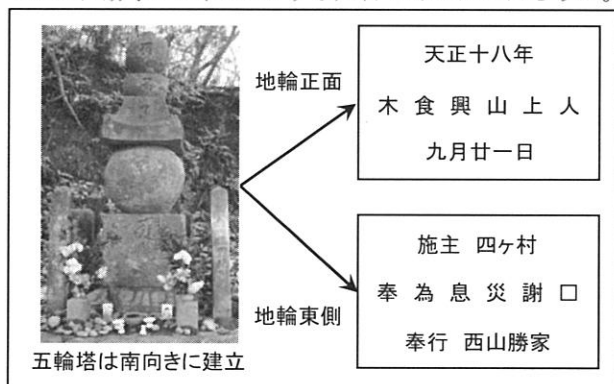 地輪正面
天正十八年
木食興山上人
九月廿一日
地輪東側
施主 四ヶ村
奉為息災謝□
奉行 西山勝家
五輪塔は南向きに建立